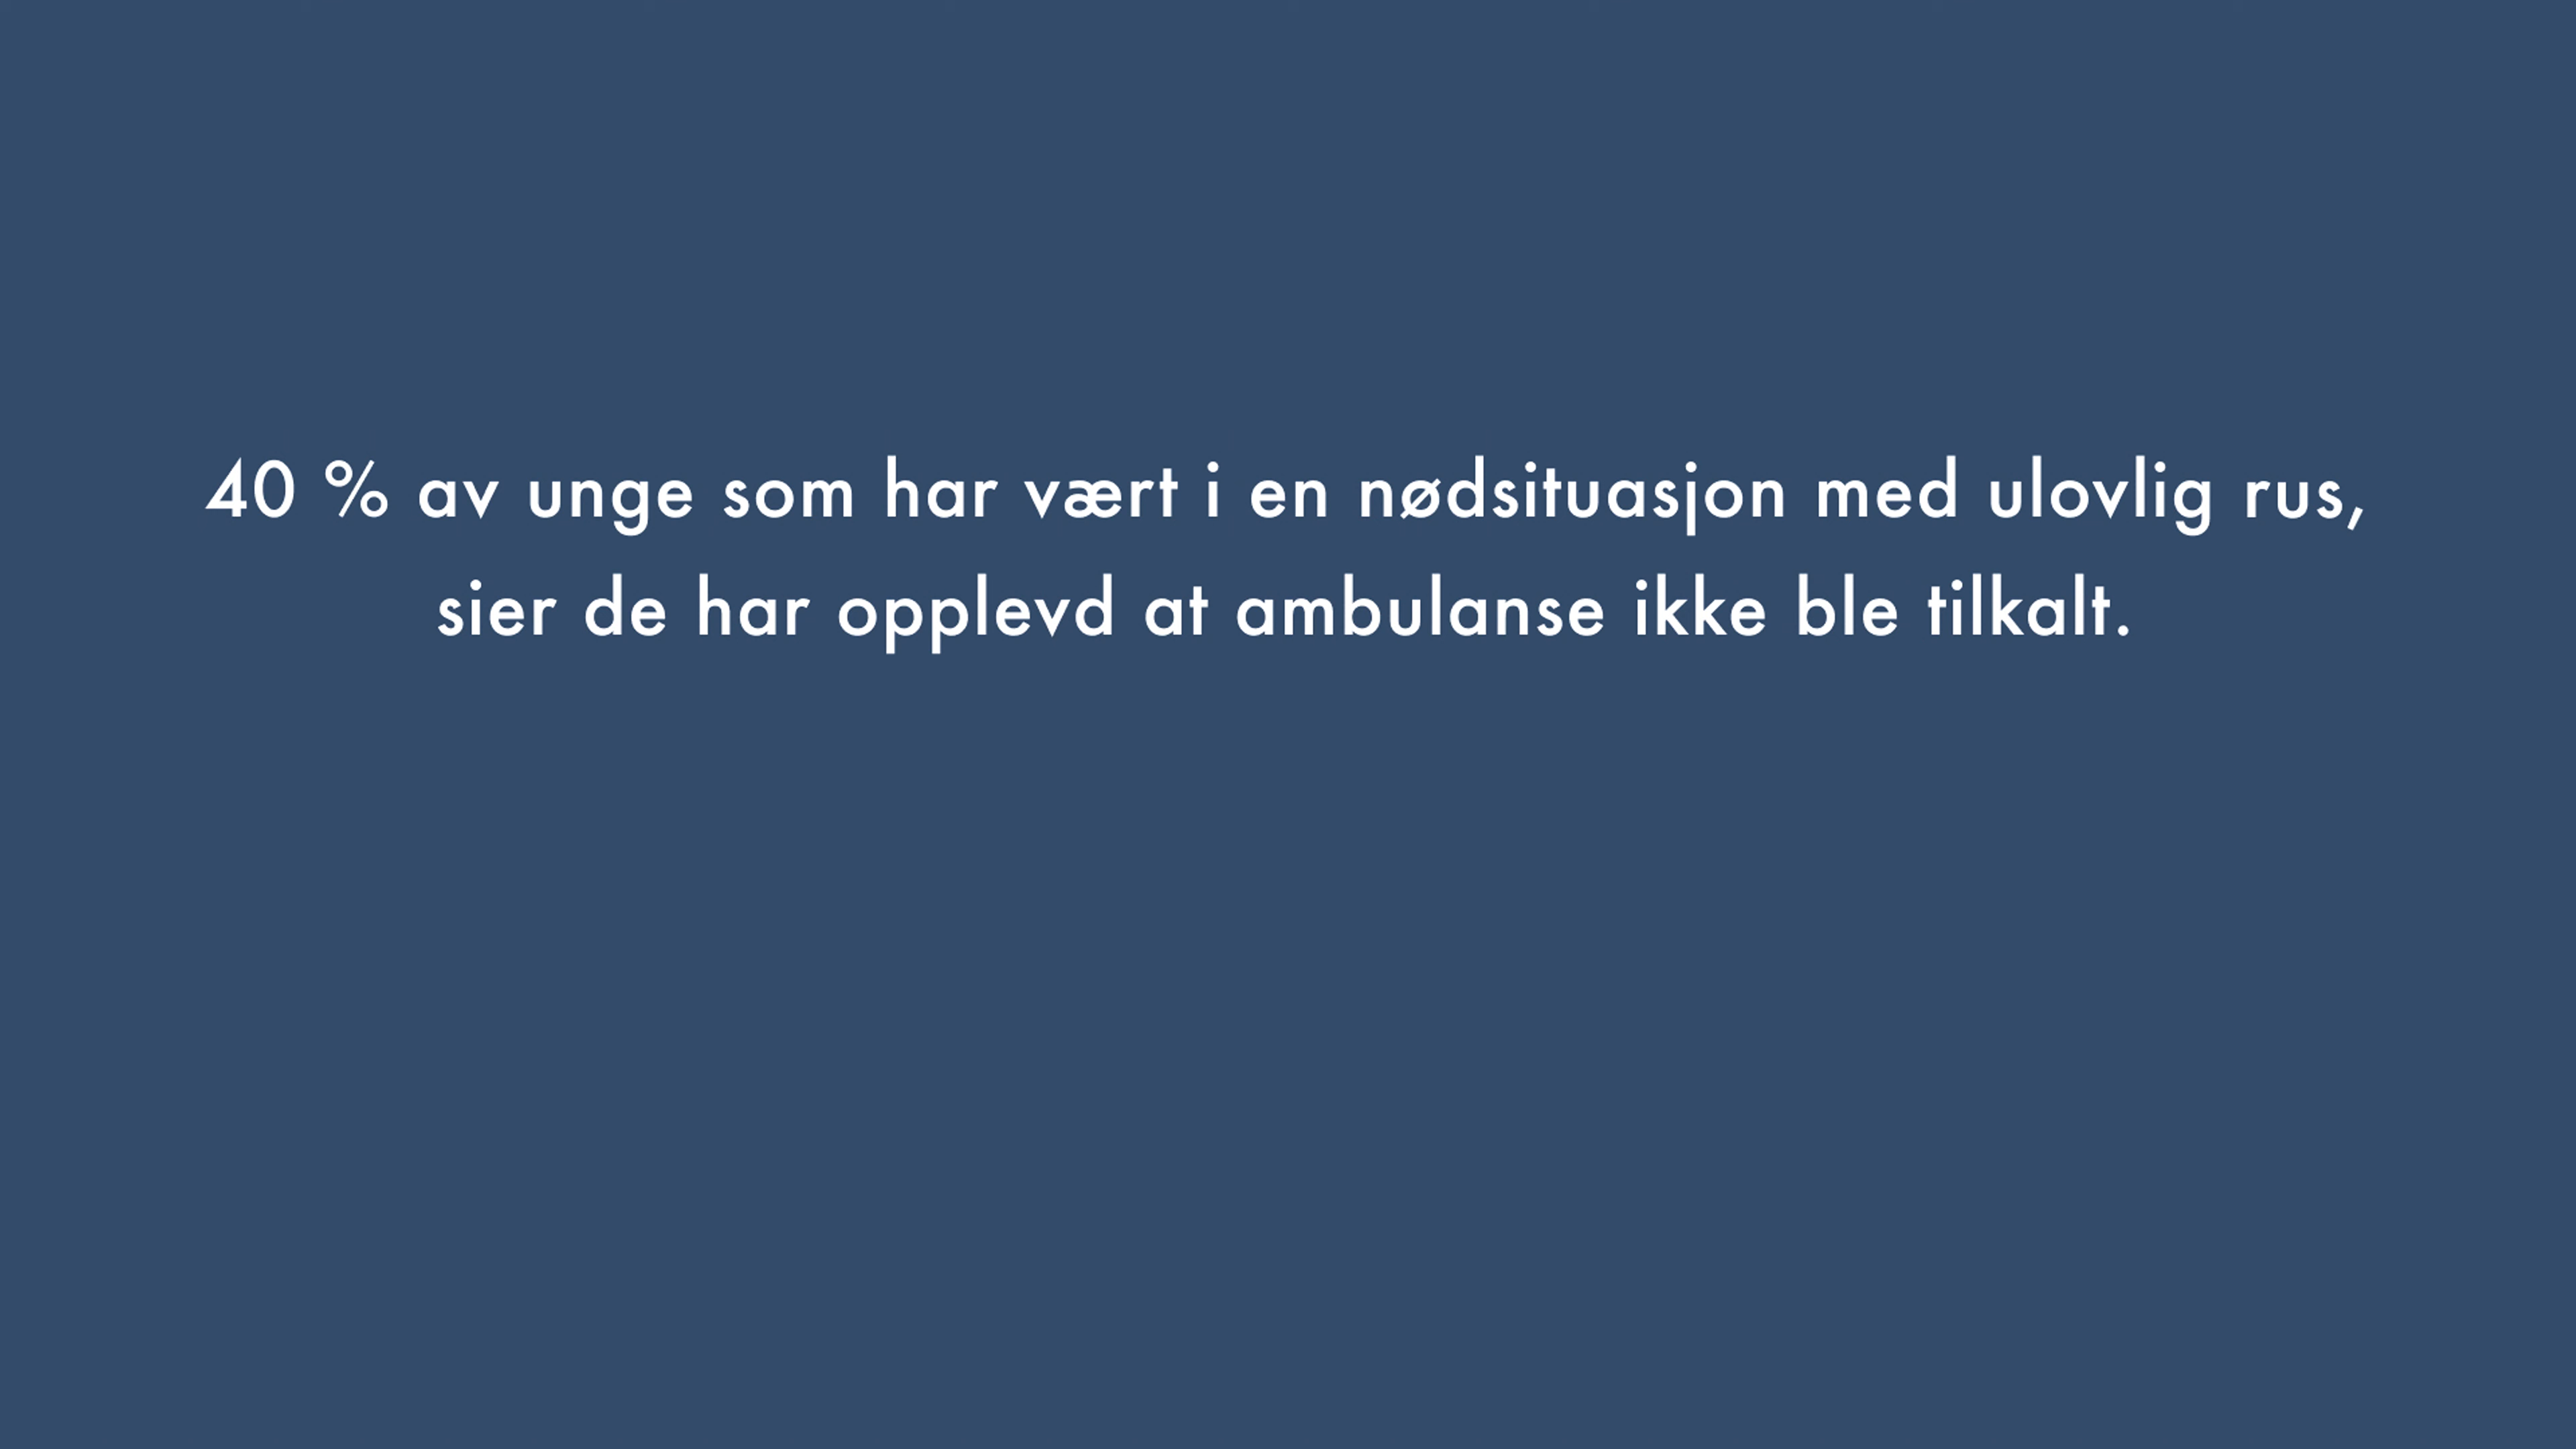 40 % av unge som har vært i en nødsituasjon med ulovlig rus,
sier de har opplevd at ambulanse ikke ble tilkalt.